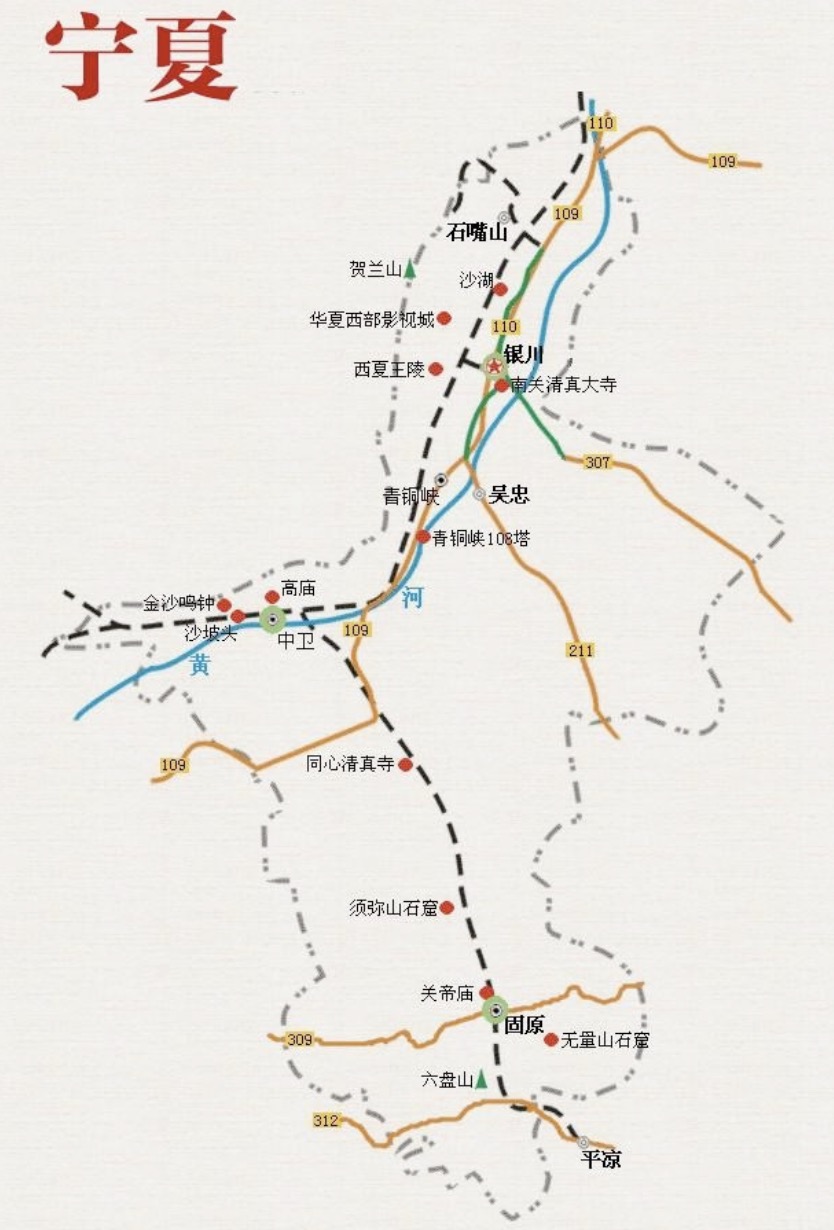 宁夏
110
109
109
石嘴山
贺兰山
沙湖
华夏西部影视城
110
银川
西夏王陵
南关清真大寺
307
青铜峡
吴忠
青铜峡108塔
高庙
河
金沙鸣钟
沙坡头
109
中卫
211
黄
109
同心清真寺
须弥山石窟
关帝庙
固原
309
无量山石窟
六盘山
312
平凉